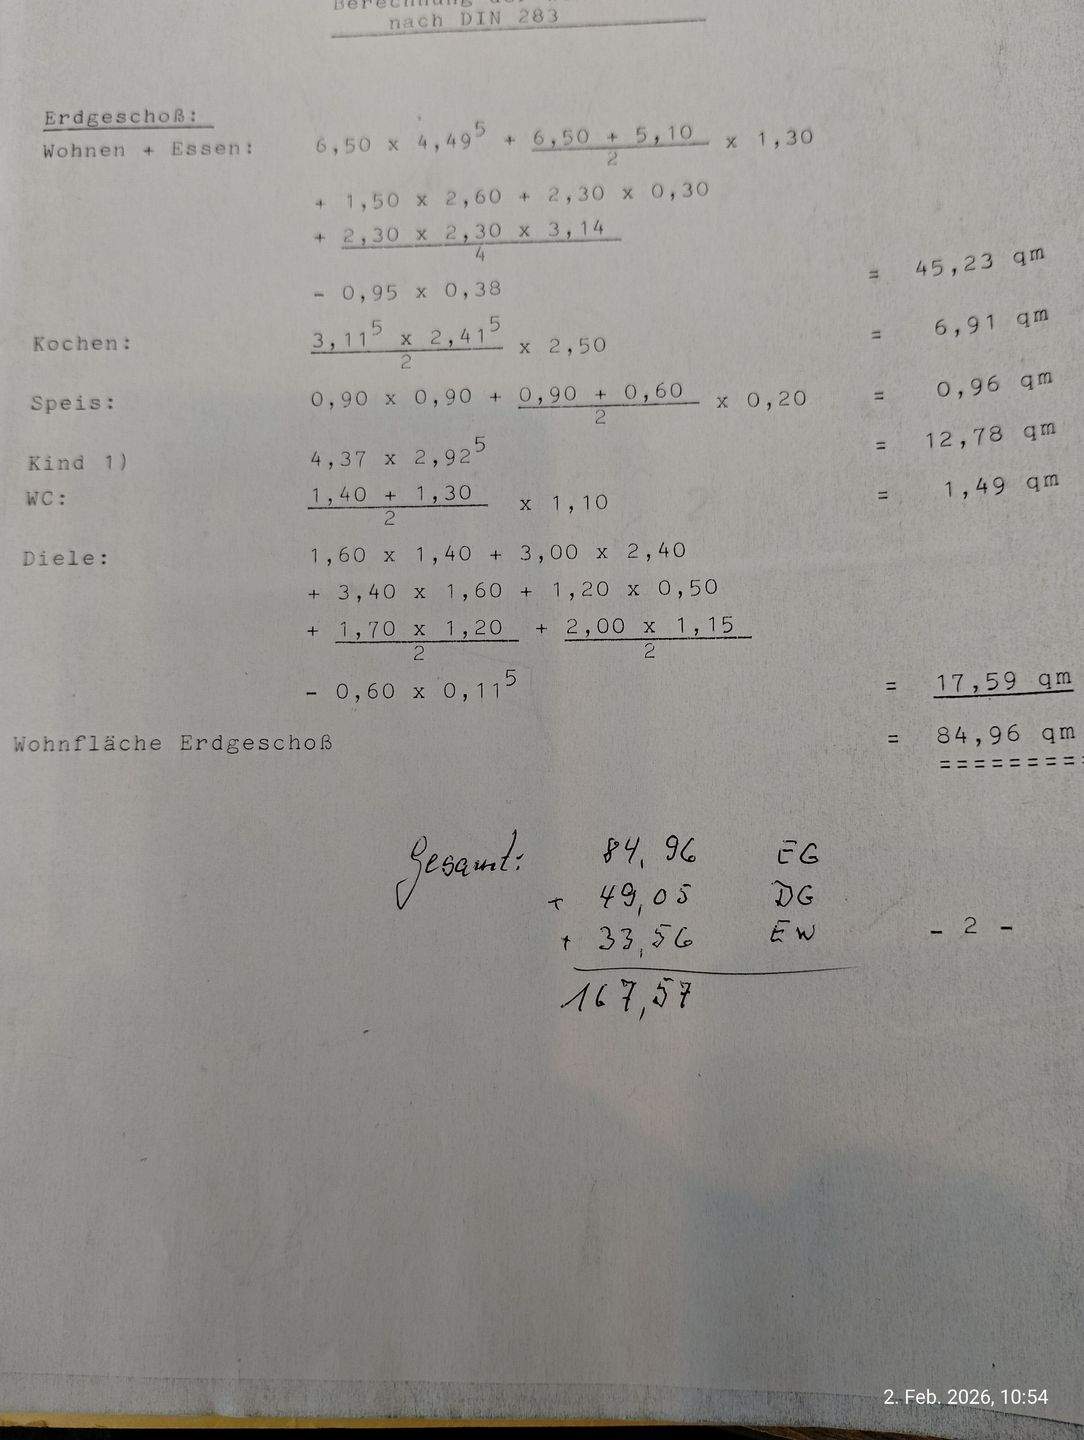 nach DIN 283
Erdgeschoß:
Wohnen + Essen: 6,50 x 4,49⁵ + 6,50 + 5,10 / 2 x 1,30
+ 1,50 x 2,60 + 2,30 x 0,30
+ 2,30 x 2,30 x 3,14 / 4
- 0,95 x 0,38 = 45,23 qm
Kochen: 3,11⁵ x 2,41⁵ / 2 x 2,50 = 6,91 qm
Speis: 0,90 x 0,90 + 0,90 + 0,60 / 2 x 0,20 = 0,96 qm
Kind 1) 4,37 x 2,92⁵ = 12,78 qm
WC: 1,40 + 1,30 / 2 x 1,10 = 1,49 qm
Diele: 1,60 x 1,40 + 3,00 x 2,40
+ 3,40 x 1,60 + 1,20 x 0,50
+ 1,70 x 1,20 / 2 + 2,00 x 1,15 / 2
- 0,60 x 0,11⁵ = 17,59 qm
Wohnfläche Erdgeschoß = 84,96 qm
=========
Gesamt: 84,96 EG
+ 49,05 DG
+ 33,56 EW
167,57
- 2 -
2. Feb. 2026, 10:54